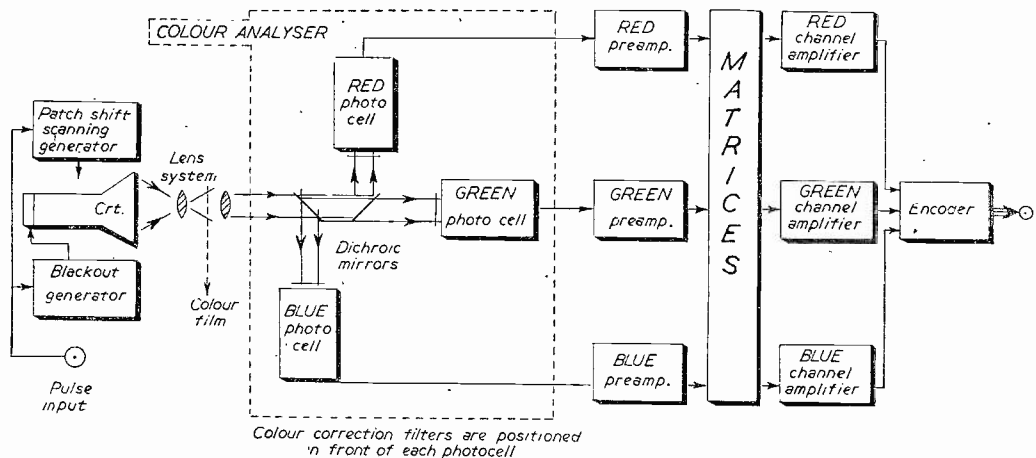 COLOUR ANALYSER
Patch shift
scanning
generator
Crt.
Blackout
generator
Pulse
input
Lens
system
Colour
film
RED
photo
cell
GREEN
photo cell
Dichroic
mirrors
BLUE
photo
cell
Colour correction filters are positioned
in front of each photocell
RED
preamp.
GREEN
preamp.
BLUE
preamp.
MATRICES
RED
channel
amplifier
GREEN
channel
amplifier
BLUE
channel
amplifier
Encoder